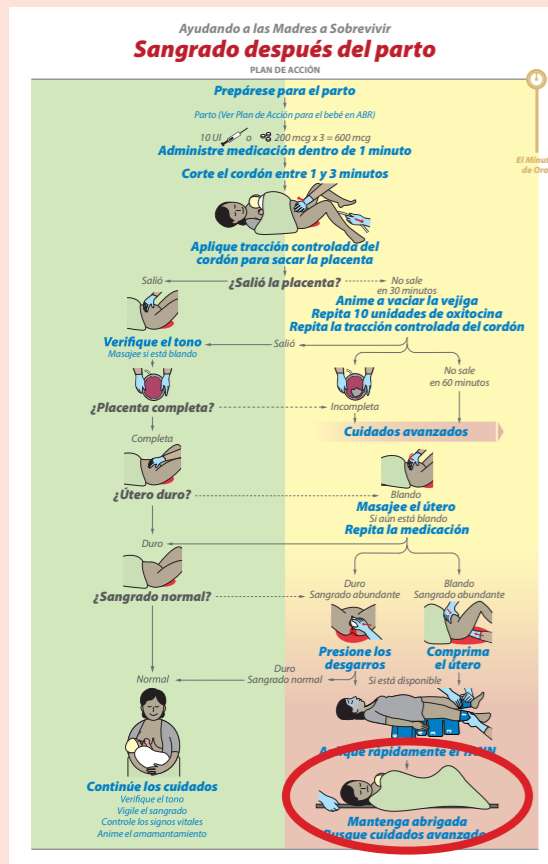 Ayudando a las Madres a Sobrevivir
Sangrado después del parto
PLAN DE ACCIÓN
Prepárese para el parto
Parto (Ver Plan de Acción para el bebé en ABR)
10 UI o 200 mcg x 3 = 600 mcg
Administre medicación dentro de 1 minuto
El Minuto
de Oro
Corte el cordón entre 1 y 3 minutos
Aplique tracción controlada del
cordón para sacar la placenta
Salió
¿Salió la placenta?
No sale
en 30 minutos
Anime a vaciar la vejiga
Repita 10 unidades de oxitocina
Repita la tracción controlada del cordón
Verifique el tono
Masajee si está blando
Salió
No sale
en 60 minutos
¿Placenta completa?
Incompleta
Completa
Cuidados avanzados
¿Útero duro?
Blando
Masajee el útero
Si aún está blando
Repita la medicación
Duro
¿Sangrado normal?
Duro
Sangrado abundante
Blando
Sangrado abundante
Presione los
desgarros
Comprima
el útero
Normal
Duro
Sangrado normal
Si está disponible
rápidamente el
Continúe los cuidados
Verifique el tono
Vigile el sangrado
Controle los signos vitales
Anime el amamantamiento
Mantenga abrigada
Busque cuidados avanzados